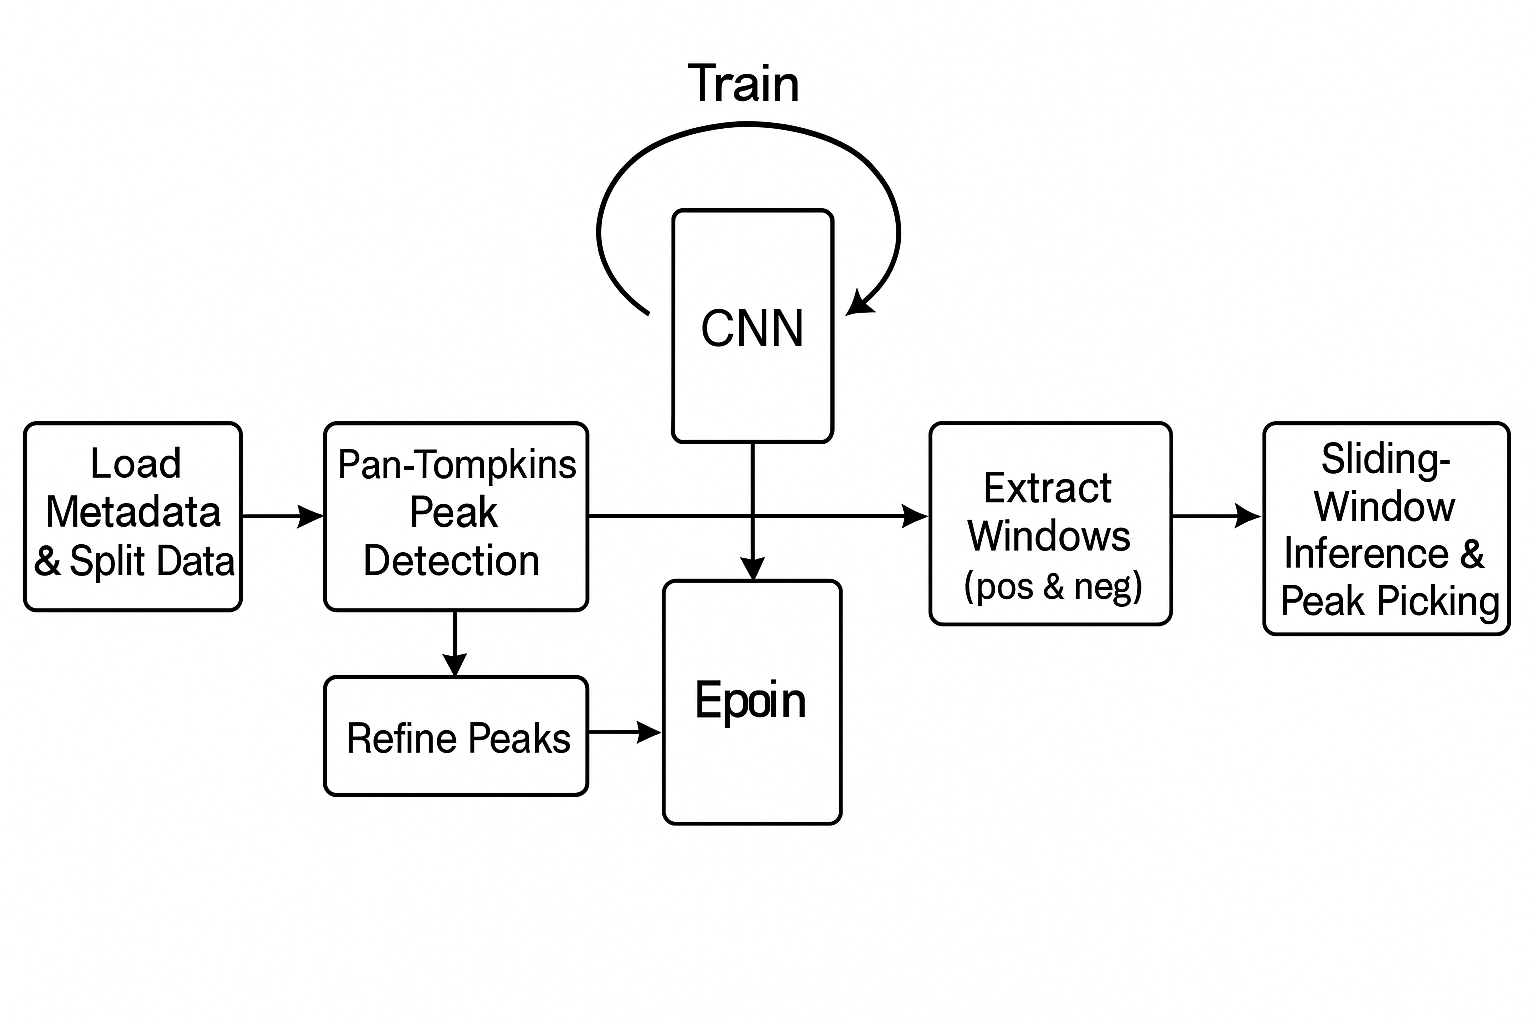 Train
CNN
Load
Metadata
& Split Data
Pan-Tompkins
Peak
Detection
Extract
Windows
(pos & neg)
Sliding-
Window
Inference &
Peak Picking
Refine Peaks
Epoin